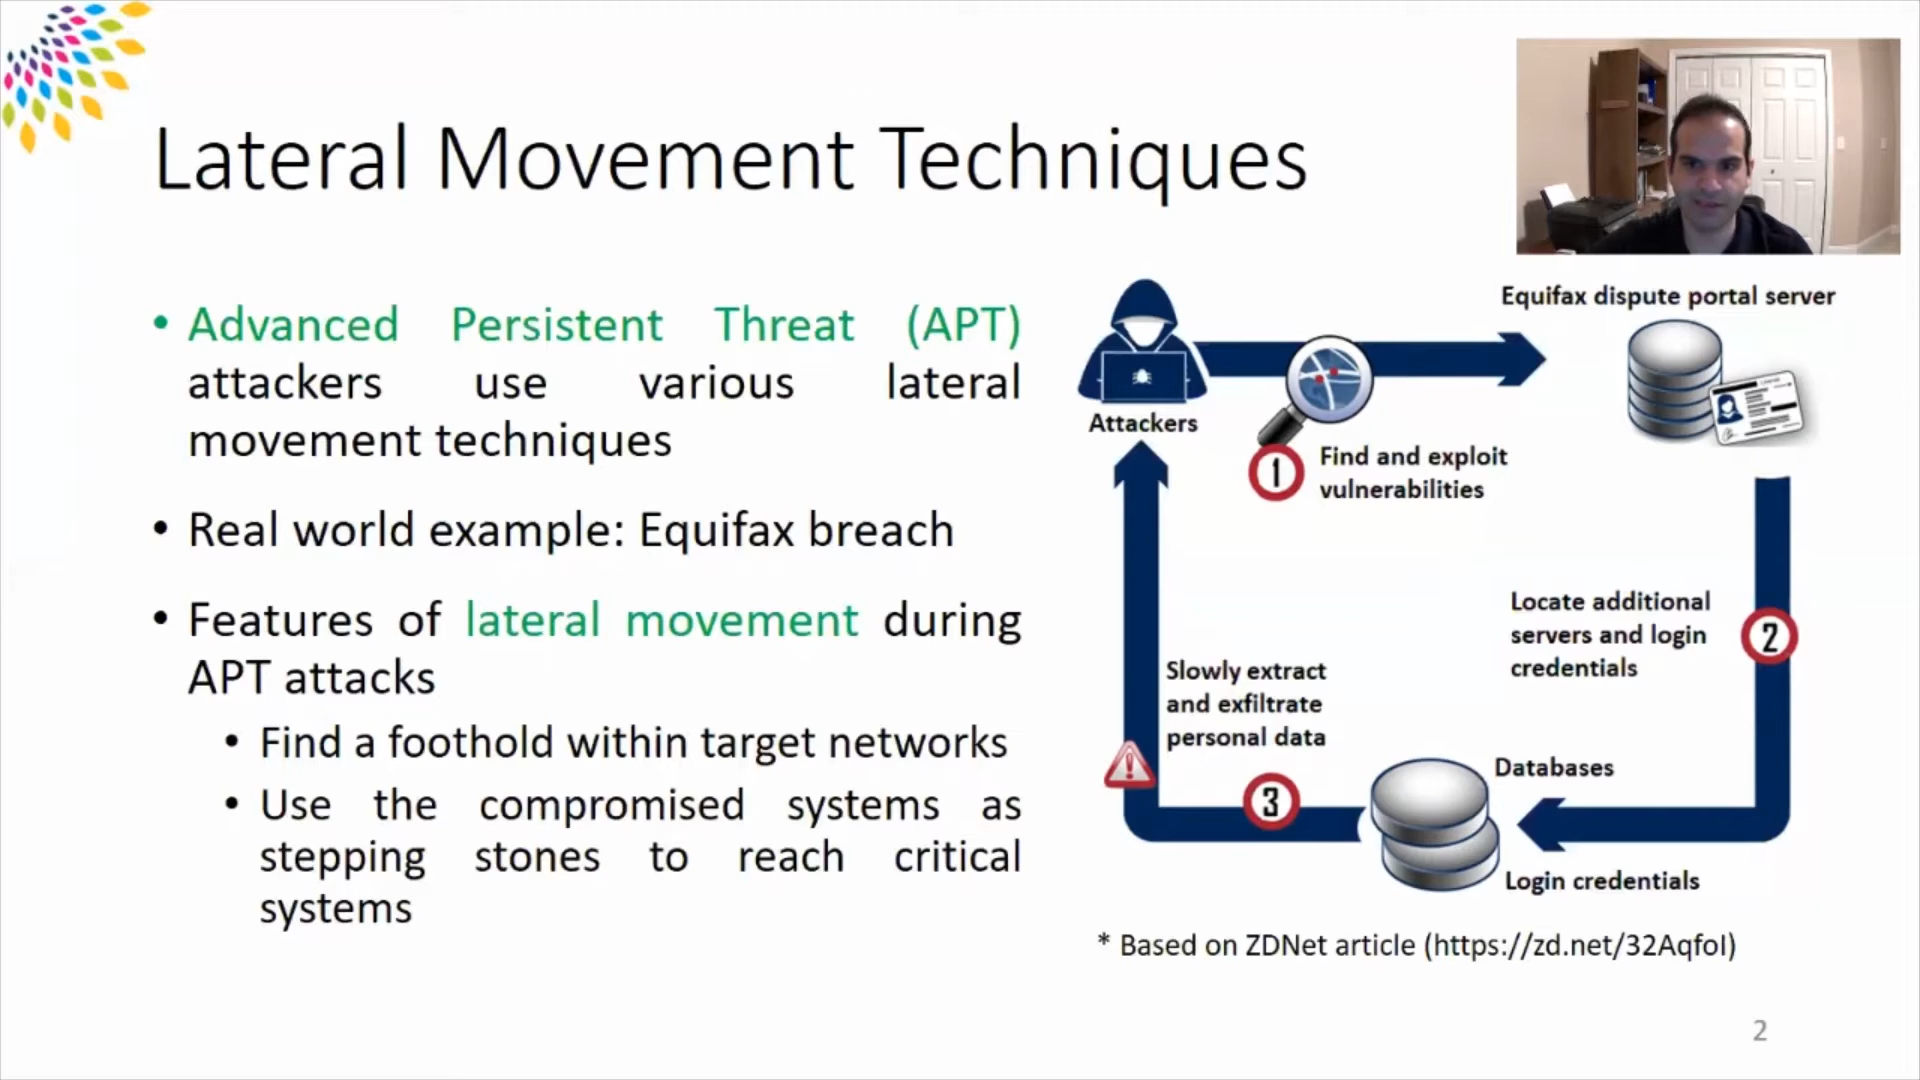 Lateral Movement Techniques
• Advanced Persistent Threat (APT)
attackers use various lateral
movement techniques
• Real world example: Equifax breach
• Features of lateral movement during
APT attacks
• Find a foothold within target networks
• Use the compromised systems as
stepping stones to reach critical
systems
Equifax dispute portal server
Attackers
1
Find and exploit
vulnerabilities
Locate additional
servers and login
credentials
2
Slowly extract
and exfiltrate
personal data
3
Databases
Login credentials
* Based on ZDNet article (https://zd.net/32AqfoI)
2